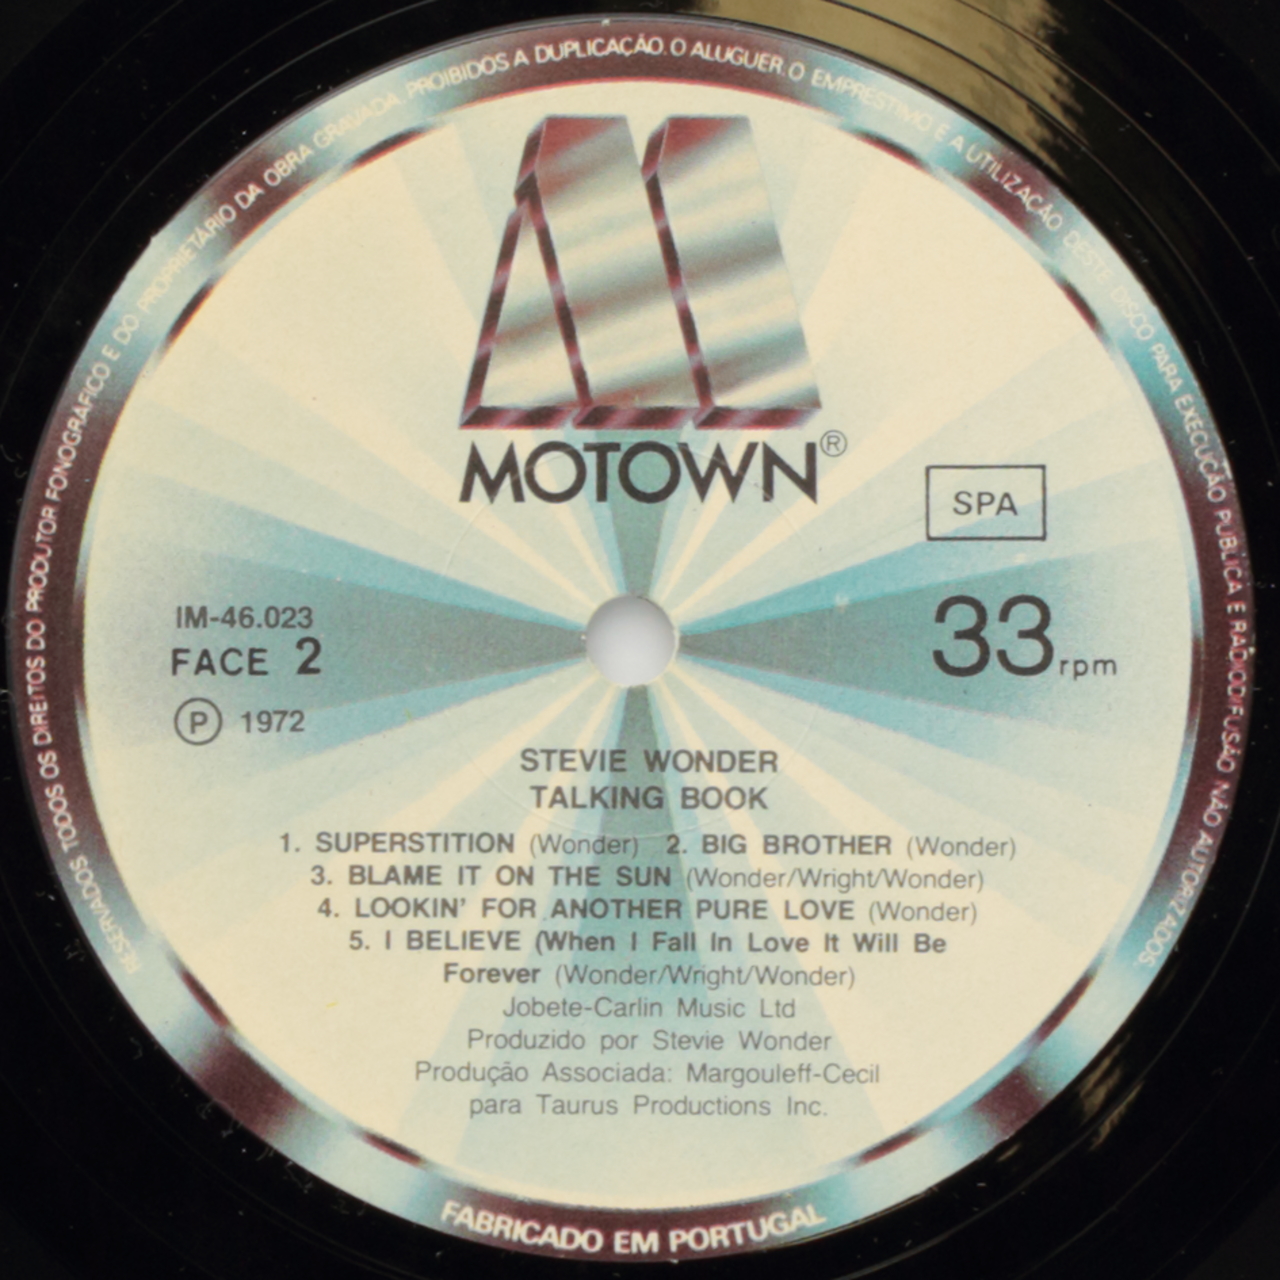 RESERVADOS TODOS OS DIREITOS DO PRODUTOR FONOGRÁFICO E DO PROPRIETÁRIO DA OBRA GRAVADA. PROIBIDOS A DUPLICAÇÃO. O ALUGUER. O EMPRESTIMO E A UTILIZAÇÃO DESTE DISCO PARA EXECUÇÃO PUBLICA E RADIODIFUSÃO NÃO AUTORIZADOS.
MOTOWN®
SPA
IM-46.023
FACE 2
Ⓟ 1972
33 rpm
STEVIE WONDER
TALKING BOOK
1. SUPERSTITION (Wonder) 2. BIG BROTHER (Wonder)
3. BLAME IT ON THE SUN (Wonder/Wright/Wonder)
4. LOOKIN' FOR ANOTHER PURE LOVE (Wonder)
5. I BELIEVE (When I Fall In Love It Will Be
Forever (Wonder/Wright/Wonder)
Jobete-Carlin Music Ltd
Produzido por Stevie Wonder
Produção Associada: Margouleff-Cecil
para Taurus Productions Inc.
FABRICADO EM PORTUGAL